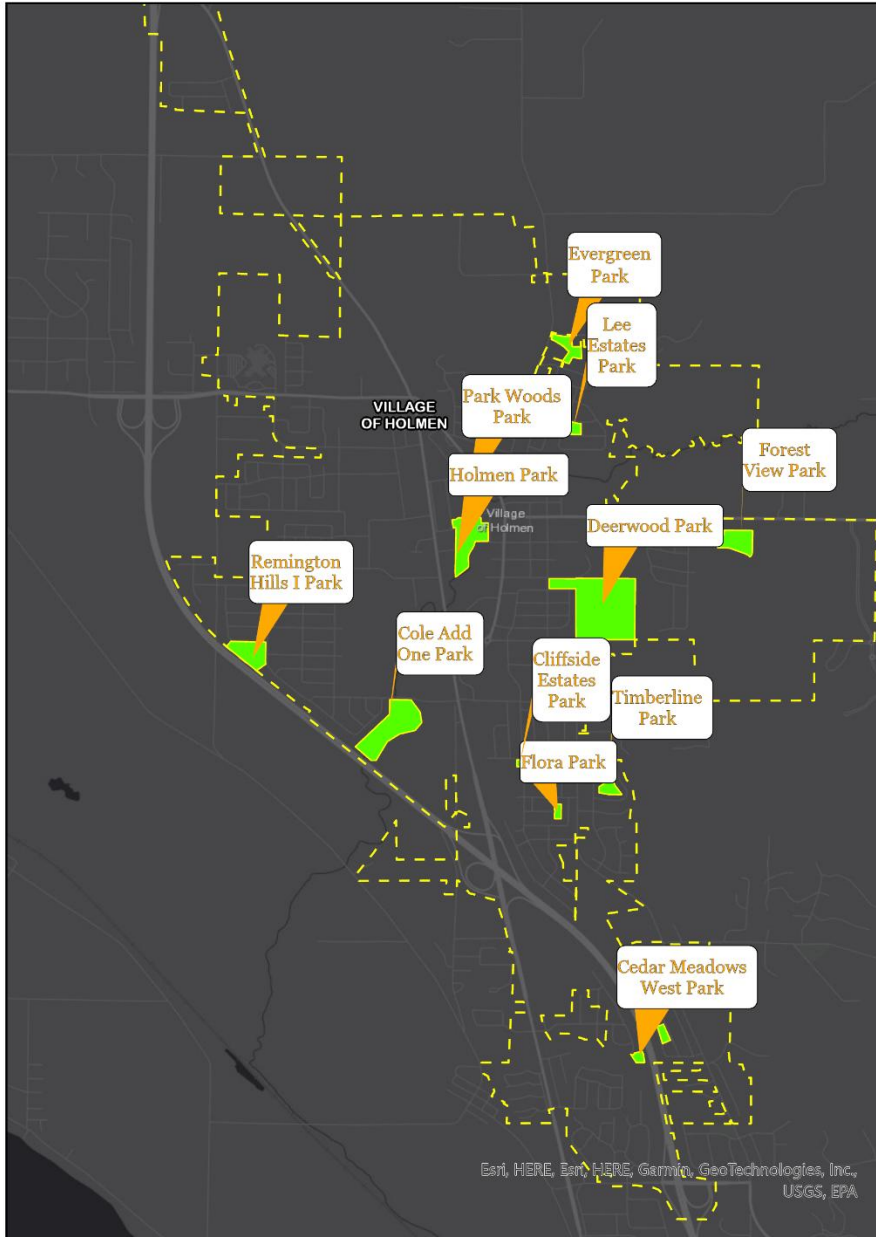 Evergreen
Park
Lee
Estates
Park
Park Woods
Park
VILLAGE
OF HOLMEN
Forest
View Park
Holmen Park
Village
of Holmen
Deerwood Park
Remington
Hills I Park
Cole Add
One Park
Cliffside
Estates
Park
Timberline
Park
Flora Park
Cedar Meadows
West Park
Esri, HERE, Esri, HERE, Garmin, GeoTechnologies, Inc.,
USGS, EPA